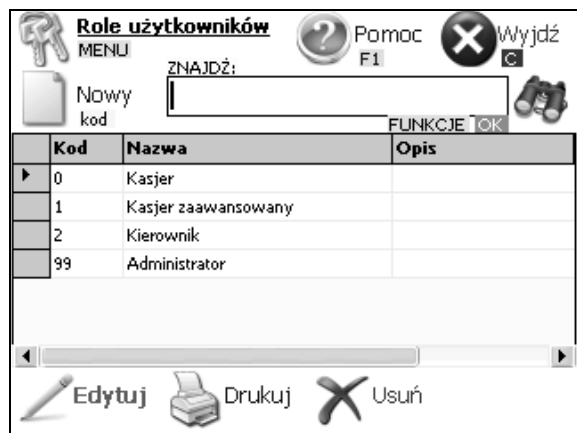 Role użytkowników
MENU
Pomoc
F1
Wyjdź
C
Nowy
kod
ZNAJDŹ:
FUNKCJE OK
Kod Nazwa Opis
0 Kasjer
1 Kasjer zaawansowany
2 Kierownik
99 Administrator
Edytuj Drukuj Usuń